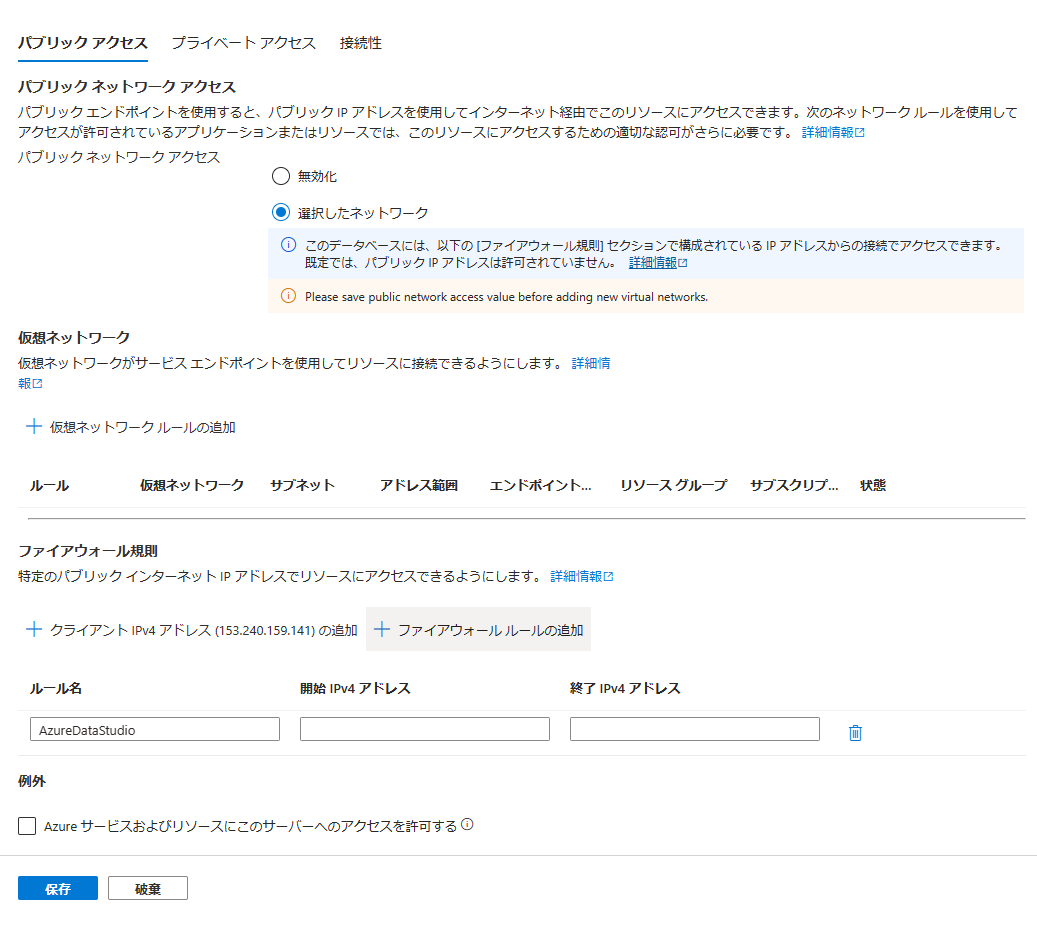 パブリック アクセス プライベート アクセス 接続性
パブリック ネットワーク アクセス
パブリック エンドポイントを使用すると、パブリック IP アドレスを使用してインターネット経由でこのリソースにアクセスできます。次のネットワーク ルールを使用して
アクセスが許可されているアプリケーションまたはリソースでは、このリソースにアクセスするための適切な認可がさらに必要です。 詳細情報
パブリック ネットワーク アクセス
無効化
選択したネットワーク
このデータベースには、以下の [ファイアウォール規則] セクションで構成されている IP アドレスからの接続でアクセスできます。
既定では、パブリック IP アドレスは許可されていません。 詳細情報
Please save public network access value before adding new virtual networks.
仮想ネットワーク
仮想ネットワークがサービス エンドポイントを使用してリソースに接続できるようにします。 詳細情
報
仮想ネットワーク ルールの追加
ルール 仮想ネットワーク サブネット アドレス範囲 エンドポイント... リソース グループ サブスクリプ... 状態
ファイアウォール規則
特定のパブリック インターネット IP アドレスでリソースにアクセスできるようにします。 詳細情報
クライアント IPv4 アドレス (153.240.159.141) の追加 ファイアウォール ルールの追加
ルール名 開始 IPv4 アドレス 終了 IPv4 アドレス
AzureDataStudio
例外
Azure サービスおよびリソースにこのサーバーへのアクセスを許可する
保存 破棄